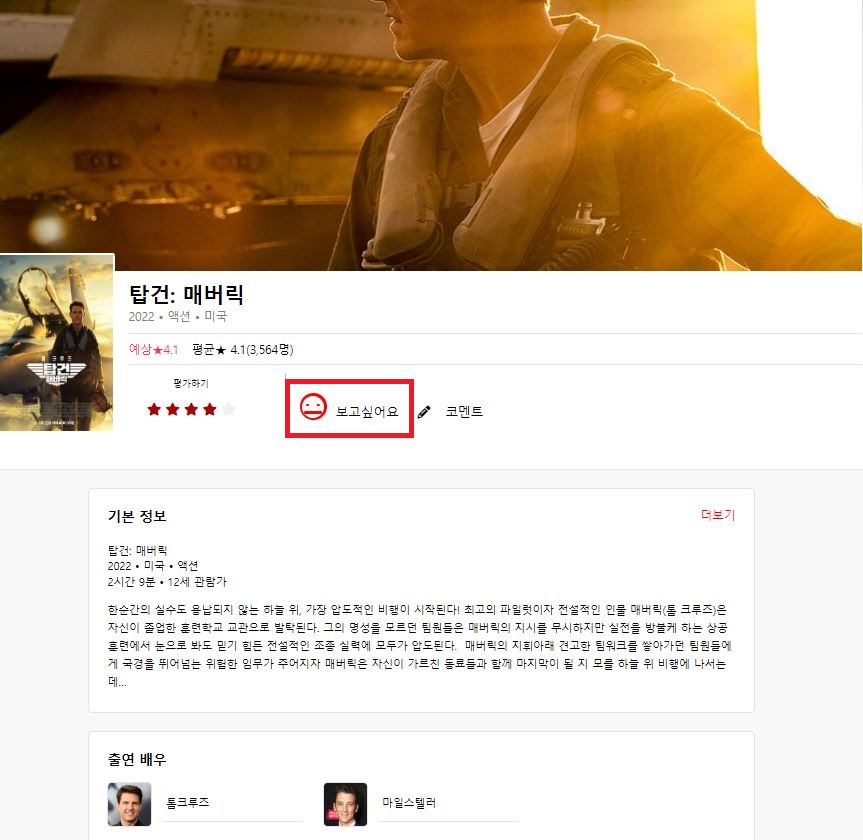 탑건: 매버릭
2022 • 액션 • 미국
예상★4.1 평균★ 4.1(3,564명)
평가하기
보고싶어요 코멘트
톰 크루즈
탑건
매버릭
기본 정보 더보기
탑건: 매버릭
2022 • 미국 • 액션
2시간 9분 • 12세 관람가
한순간의 실수도 용납되지 않는 하늘 위, 가장 압도적인 비행이 시작된다! 최고의 파일럿이자 전설적인 인물 매버릭(톰 크루즈)은
자신이 졸업한 훈련학교 교관으로 발탁된다. 그의 명성을 모르던 팀원들은 매버릭의 지시를 무시하지만 실전을 방불케 하는 상공
훈련에서 눈으로 봐도 믿기 힘든 전설적인 조종 실력에 모두가 압도된다. 매버릭의 지휘아래 견고한 팀워크를 쌓아가던 팀원들에
게 국경을 뛰어넘는 위험한 임무가 주어지자 매버릭은 자신이 가르친 동료들과 함께 마지막이 될 지 모를 하늘 위 비행에 나서는
데...
출연 배우
톰크루즈 마일스텔러